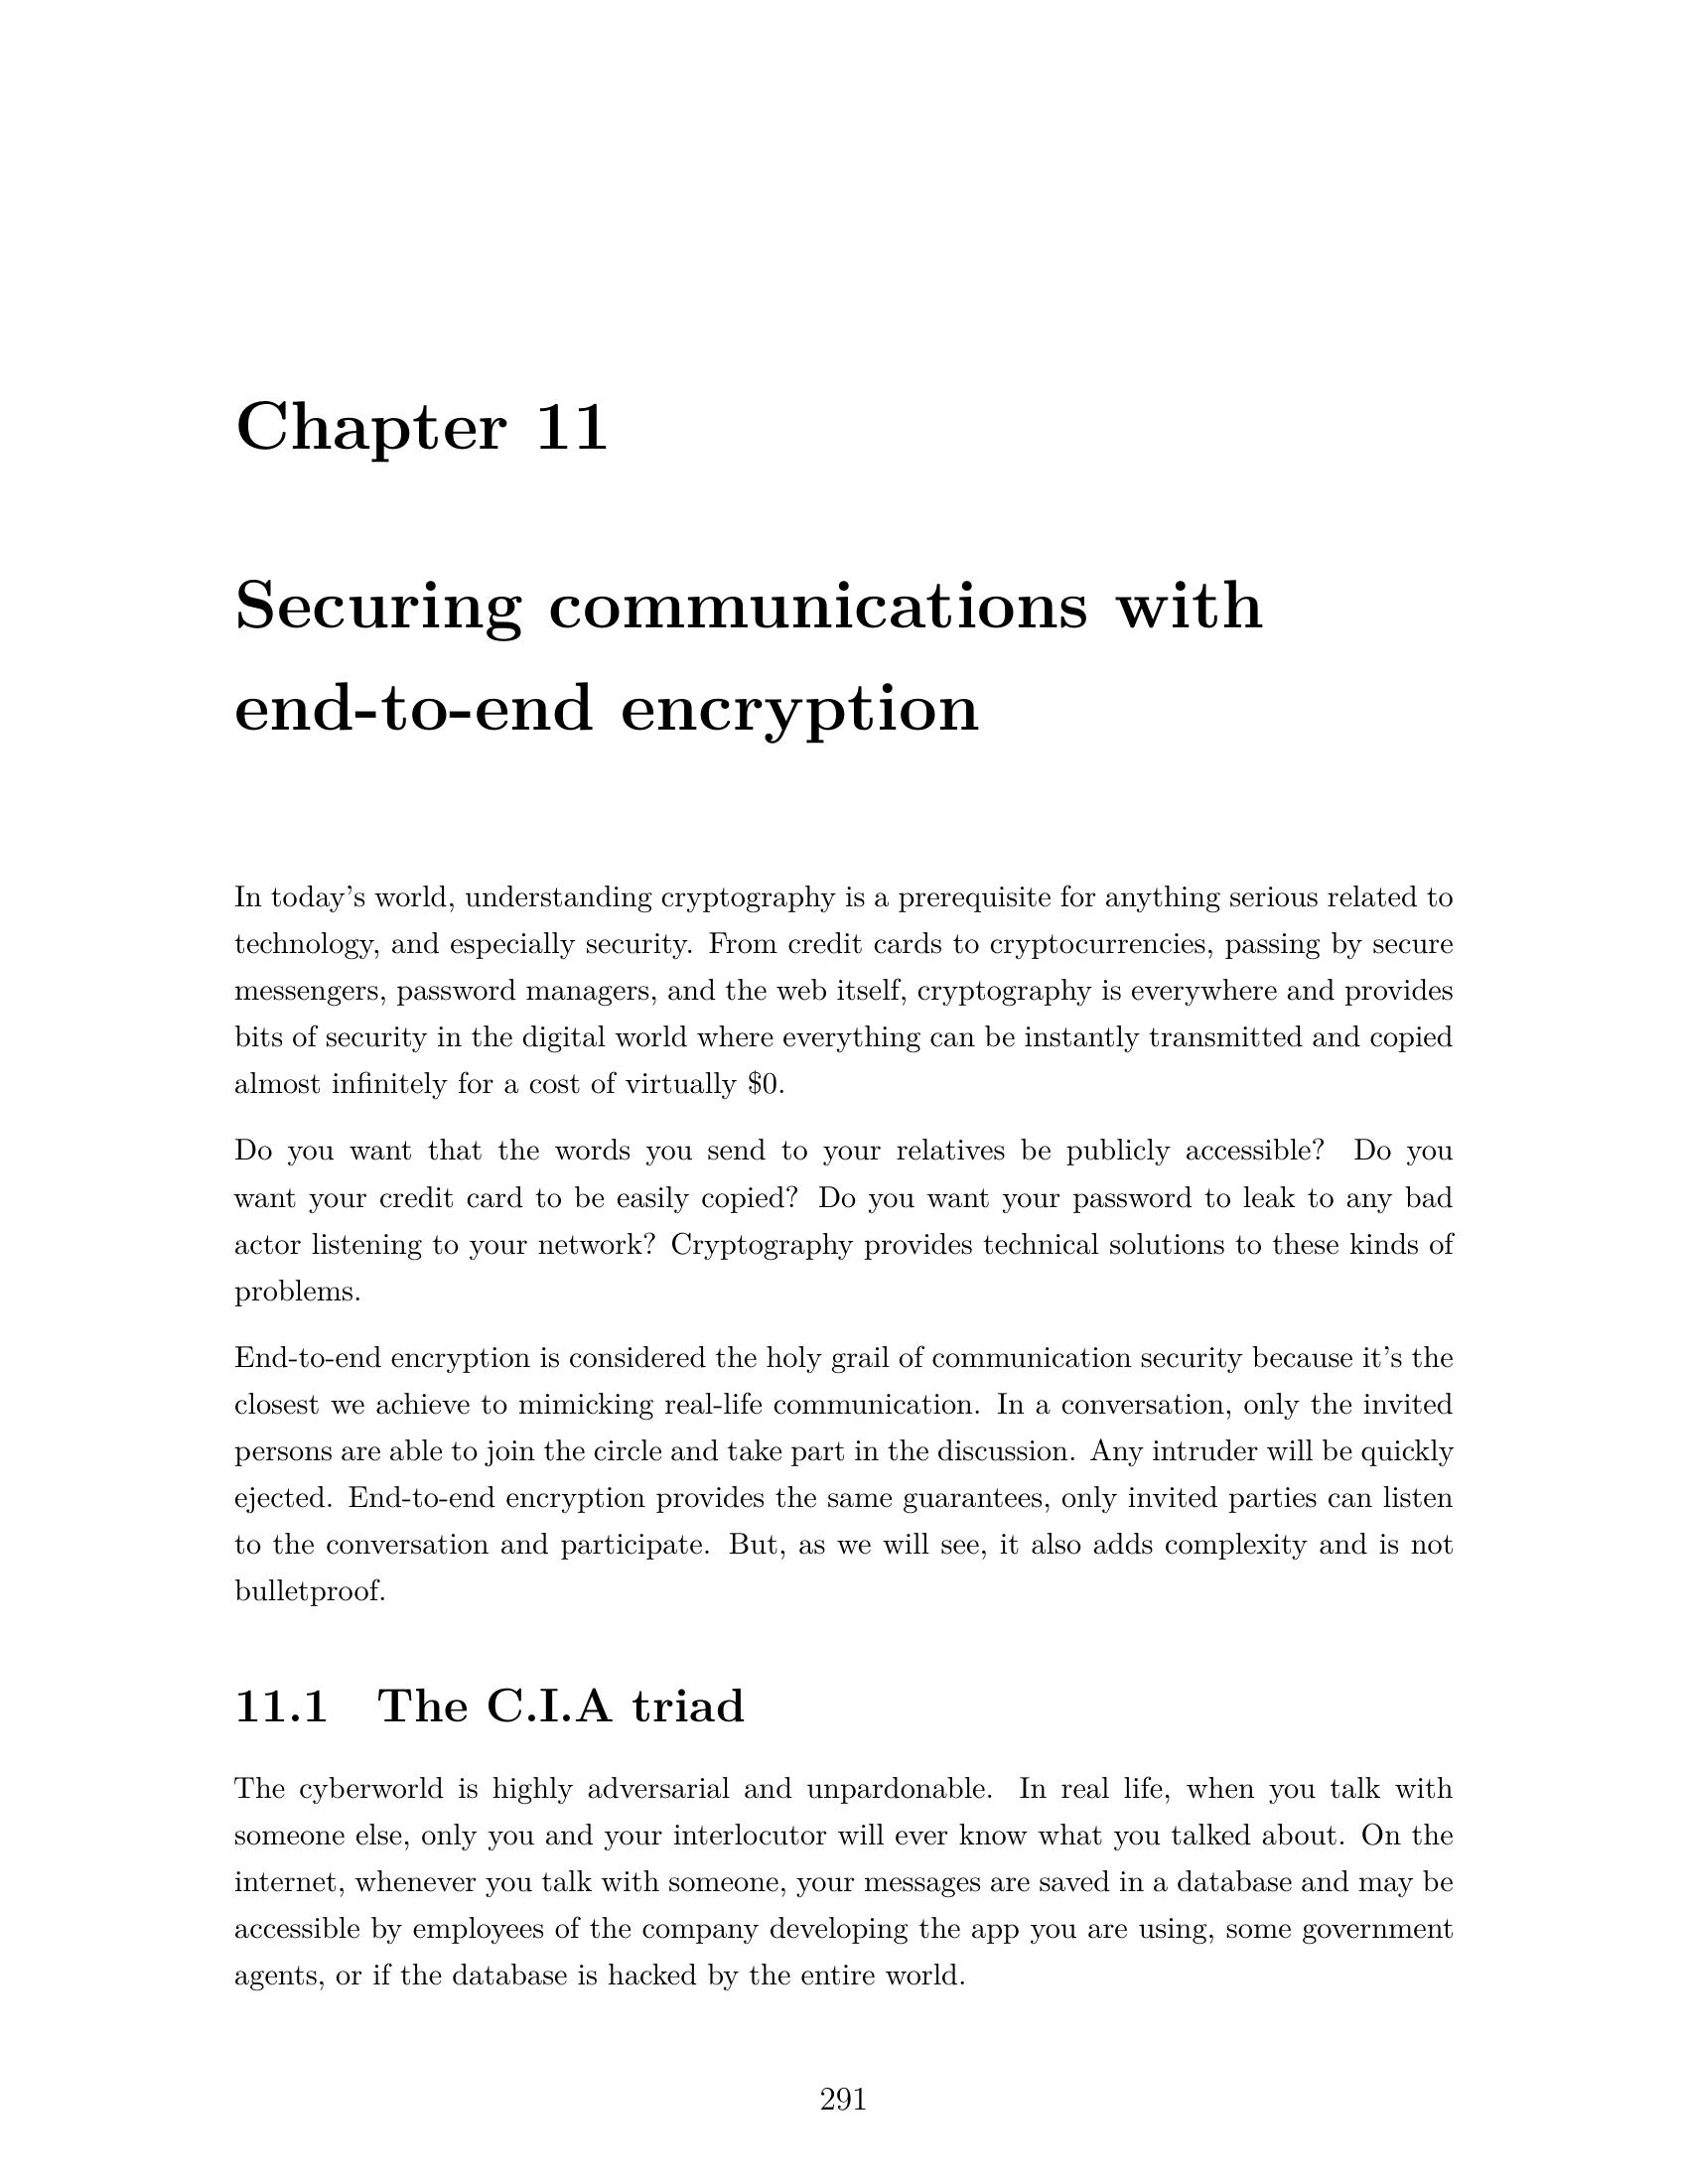 Chapter 11
Securing communications with
end-to-end encryption
In today's world, understanding cryptography is a prerequisite for anything serious related to
technology, and especially security. From credit cards to cryptocurrencies, passing by secure
messengers, password managers, and the web itself, cryptography is everywhere and provides
bits of security in the digital world where everything can be instantly transmitted and copied
almost infinitely for a cost of virtually $0.
Do you want that the words you send to your relatives be publicly accessible? Do you
want your credit card to be easily copied? Do you want your password to leak to any bad
actor listening to your network? Cryptography provides technical solutions to these kinds of
problems.
End-to-end encryption is considered the holy grail of communication security because it's the
closest we achieve to mimicking real-life communication. In a conversation, only the invited
persons are able to join the circle and take part in the discussion. Any intruder will be quickly
ejected. End-to-end encryption provides the same guarantees, only invited parties can listen
to the conversation and participate. But, as we will see, it also adds complexity and is not
bulletproof.
11.1 The C.I.A triad
The cyberworld is highly adversarial and unpardonable. In real life, when you talk with
someone else, only you and your interlocutor will ever know what you talked about. On the
internet, whenever you talk with someone, your messages are saved in a database and may be
accessible by employees of the company developing the app you are using, some government
agents, or if the database is hacked by the entire world.
291